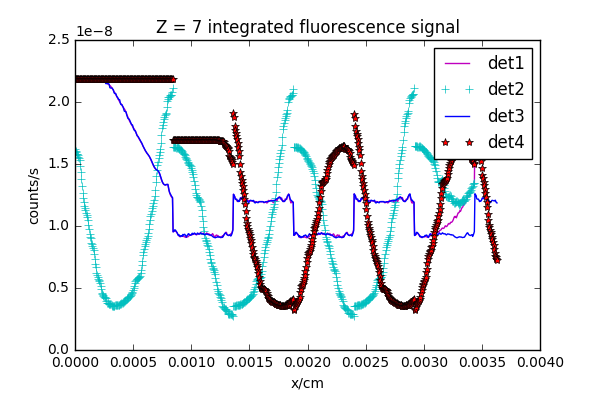 Z = 7 integrated fluorescence signal
1e−8
2.5
2.0
1.5
1.0
0.5
0.0
counts/s
det1
det2
det3
det4
0.0000 0.0005 0.0010 0.0015 0.0020 0.0025 0.0030 0.0035 0.0040
x/cm